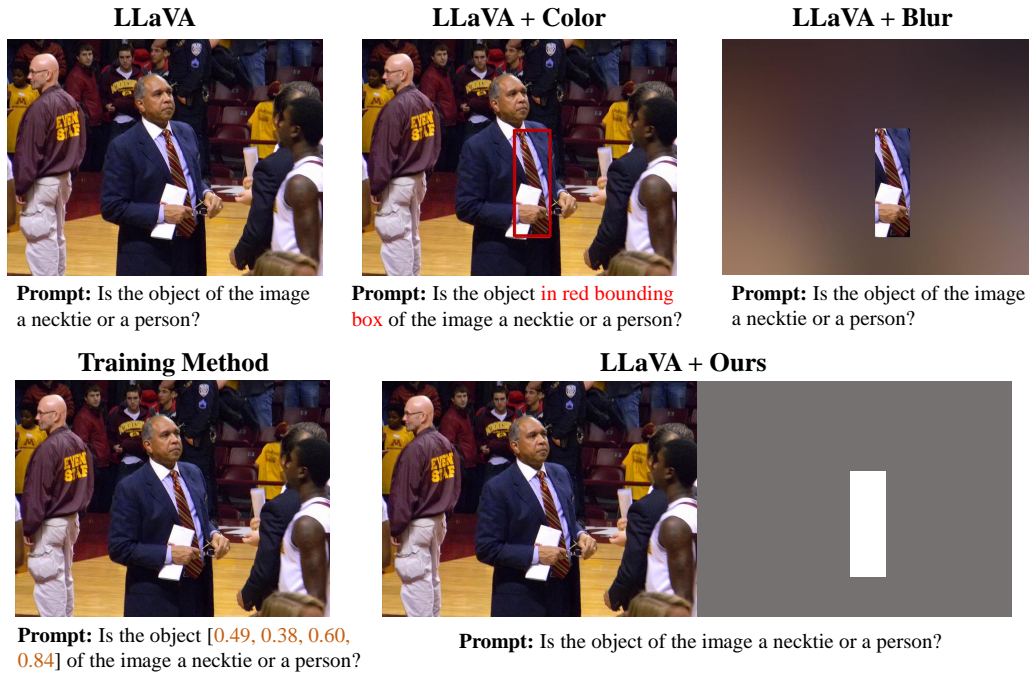 LLaVA
LLaVA + Color
LLaVA + Blur
EVENT
STAFF
Prompt: Is the object of the image
a necktie or a person?
Prompt: Is the object in red bounding
box of the image a necktie or a person?
Prompt: Is the object of the image
a necktie or a person?
Training Method
LLaVA + Ours
Prompt: Is the object [0.49, 0.38, 0.60,
0.84] of the image a necktie or a person?
Prompt: Is the object of the image a necktie or a person?